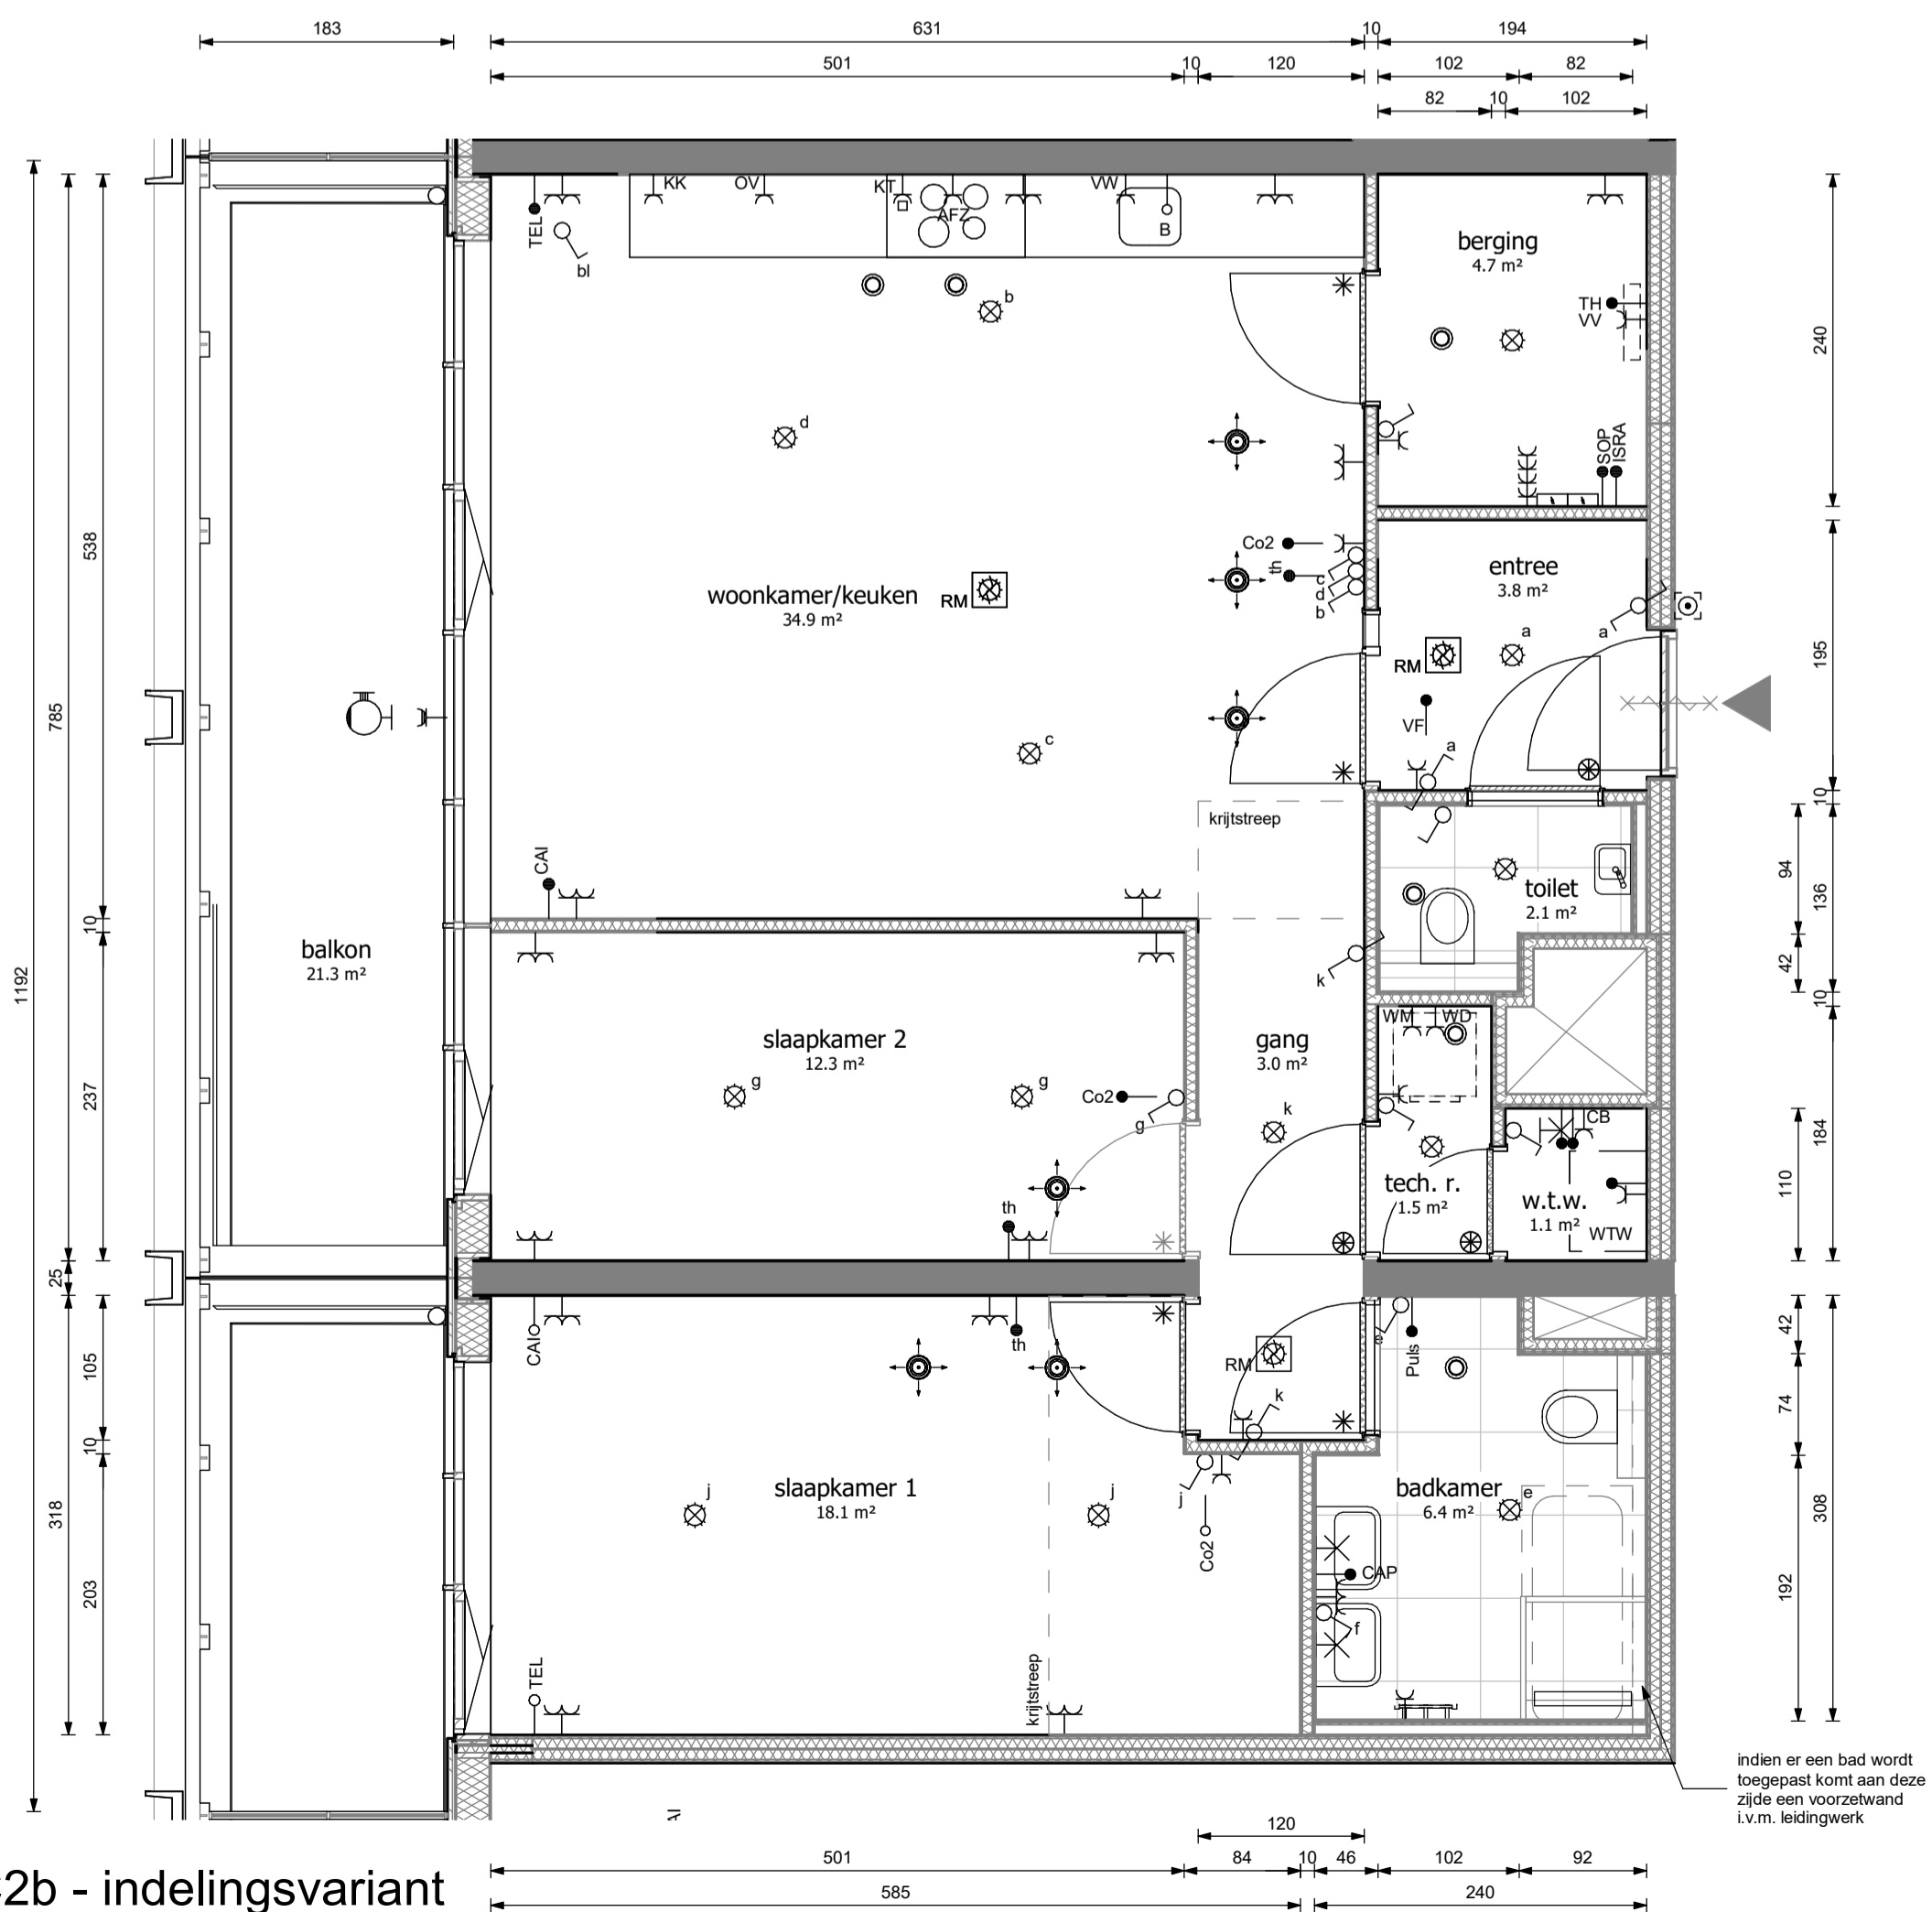 183
631
10
194
501
10
120
102
82
82
10
102
KK
OV
KT
AFZ
VW
B
TEL
bl
b
berging
4.7 m²
TH
VV
240
d
SOP
ISRA
538
785
1192
Co2
th
c
d
b
woonkamer/keuken
34.9 m²
RM
entree
3.8 m²
a
a
RM
VF
a
195
c
krijtstreep
10
CAI
94
136
toilet
2.1 m²
10
balkon
21.3 m²
k
42
10
WM
WD
slaapkamer 2
12.3 m²
gang
3.0 m²
237
g
g
Co2
g
k
CB
184
110
tech. r.
1.5 m²
w.t.w.
1.1 m²
WTW
th
25
CAI
th
RM
e
Puls
42
105
k
74
10
slaapkamer 1
18.1 m²
j
j
j
badkamer
6.4 m²
e
318
308
Co2
CAP
f
203
192
TEL
krijtstreep
indien er een bad wordt
toegepast komt aan deze
zijde een voorzetwand
i.v.m. leidingwerk
120
501
84
10
46
102
92
585
240
2b - indelingsvariant